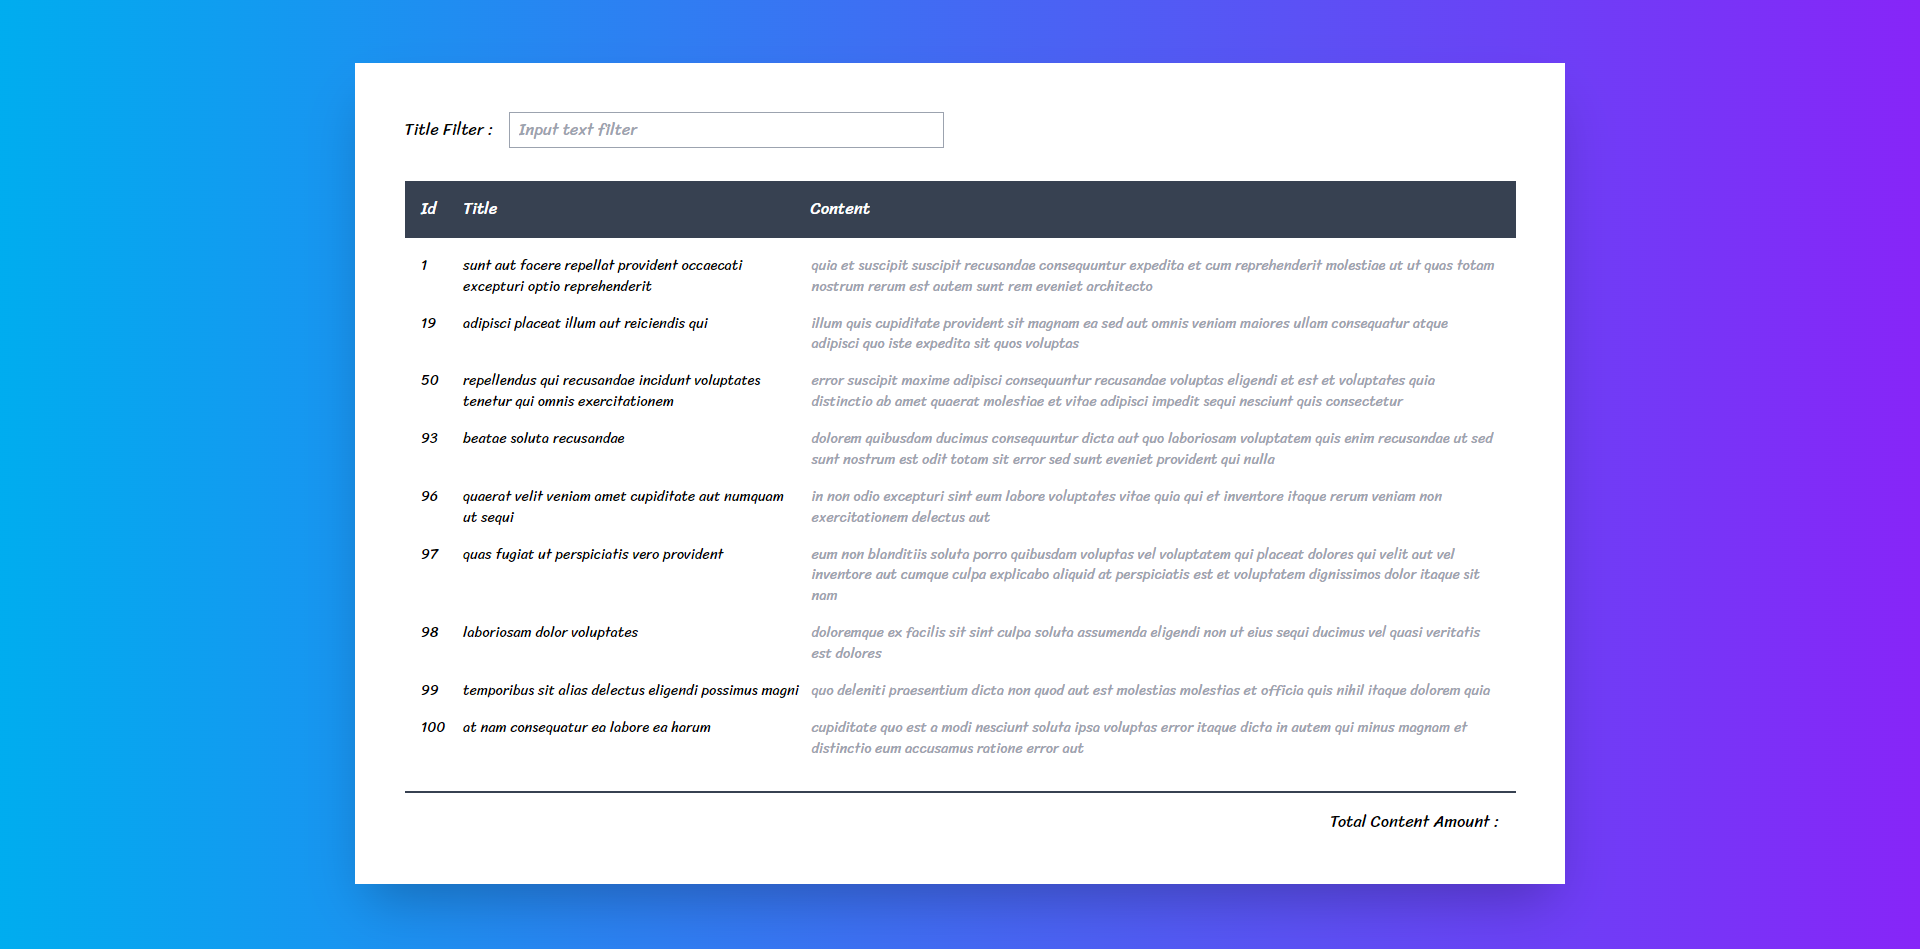 Title Filter :
Input text filter
Id Title Content
1 sunt aut facere repellat provident occaecati quia et suscipit suscipit recusandae consequuntur expedita et cum reprehenderit molestiae ut ut quas totam
excepturi optio reprehenderit nostrum rerum est autem sunt rem eveniet architecto
19 adipisci placeat illum aut reiciendis qui illum quis cupiditate provident sit magnam ea sed aut omnis veniam maiores ullam consequatur atque
adipisci quo iste expedita sit quos voluptas
50 repellendus qui recusandae incidunt voluptates error suscipit maxime adipisci consequuntur recusandae voluptas eligendi et est et voluptates quia
tenetur qui omnis exercitationem distinctio ab amet quaerat molestiae et vitae adipisci impedit sequi nesciunt quis consectetur
93 beatae soluta recusandae dolorem quibusdam ducimus consequuntur dicta aut quo laboriosam voluptatem quis enim recusandae ut sed
sunt nostrum est odit totam sit error sed sunt eveniet provident qui nulla
96 quaerat velit veniam amet cupiditate aut numquam in non odio excepturi sint eum labore voluptates vitae quia qui et inventore itaque rerum veniam non
ut sequi exercitationem delectus aut
97 quas fugiat ut perspiciatis vero provident eum non blanditiis soluta porro quibusdam voluptas vel voluptatem qui placeat dolores qui velit aut vel
inventore aut cumque culpa explicabo aliquid at perspiciatis est et voluptatem dignissimos dolor itaque sit
nam
98 laboriosam dolor voluptates doloremque ex facilis sit sint culpa soluta assumenda eligendi non ut eius sequi ducimus vel quasi veritatis
est dolores
99 temporibus sit alias delectus eligendi possimus magni quo deleniti praesentium dicta non quod aut est molestias molestias et officia quis nihil itaque dolorem quia
100 at nam consequatur ea labore ea harum cupiditate quo est a modi nesciunt soluta ipsa voluptas error itaque dicta in autem qui minus magnam et
distinctio eum accusamus ratione error aut
Total Content Amount :